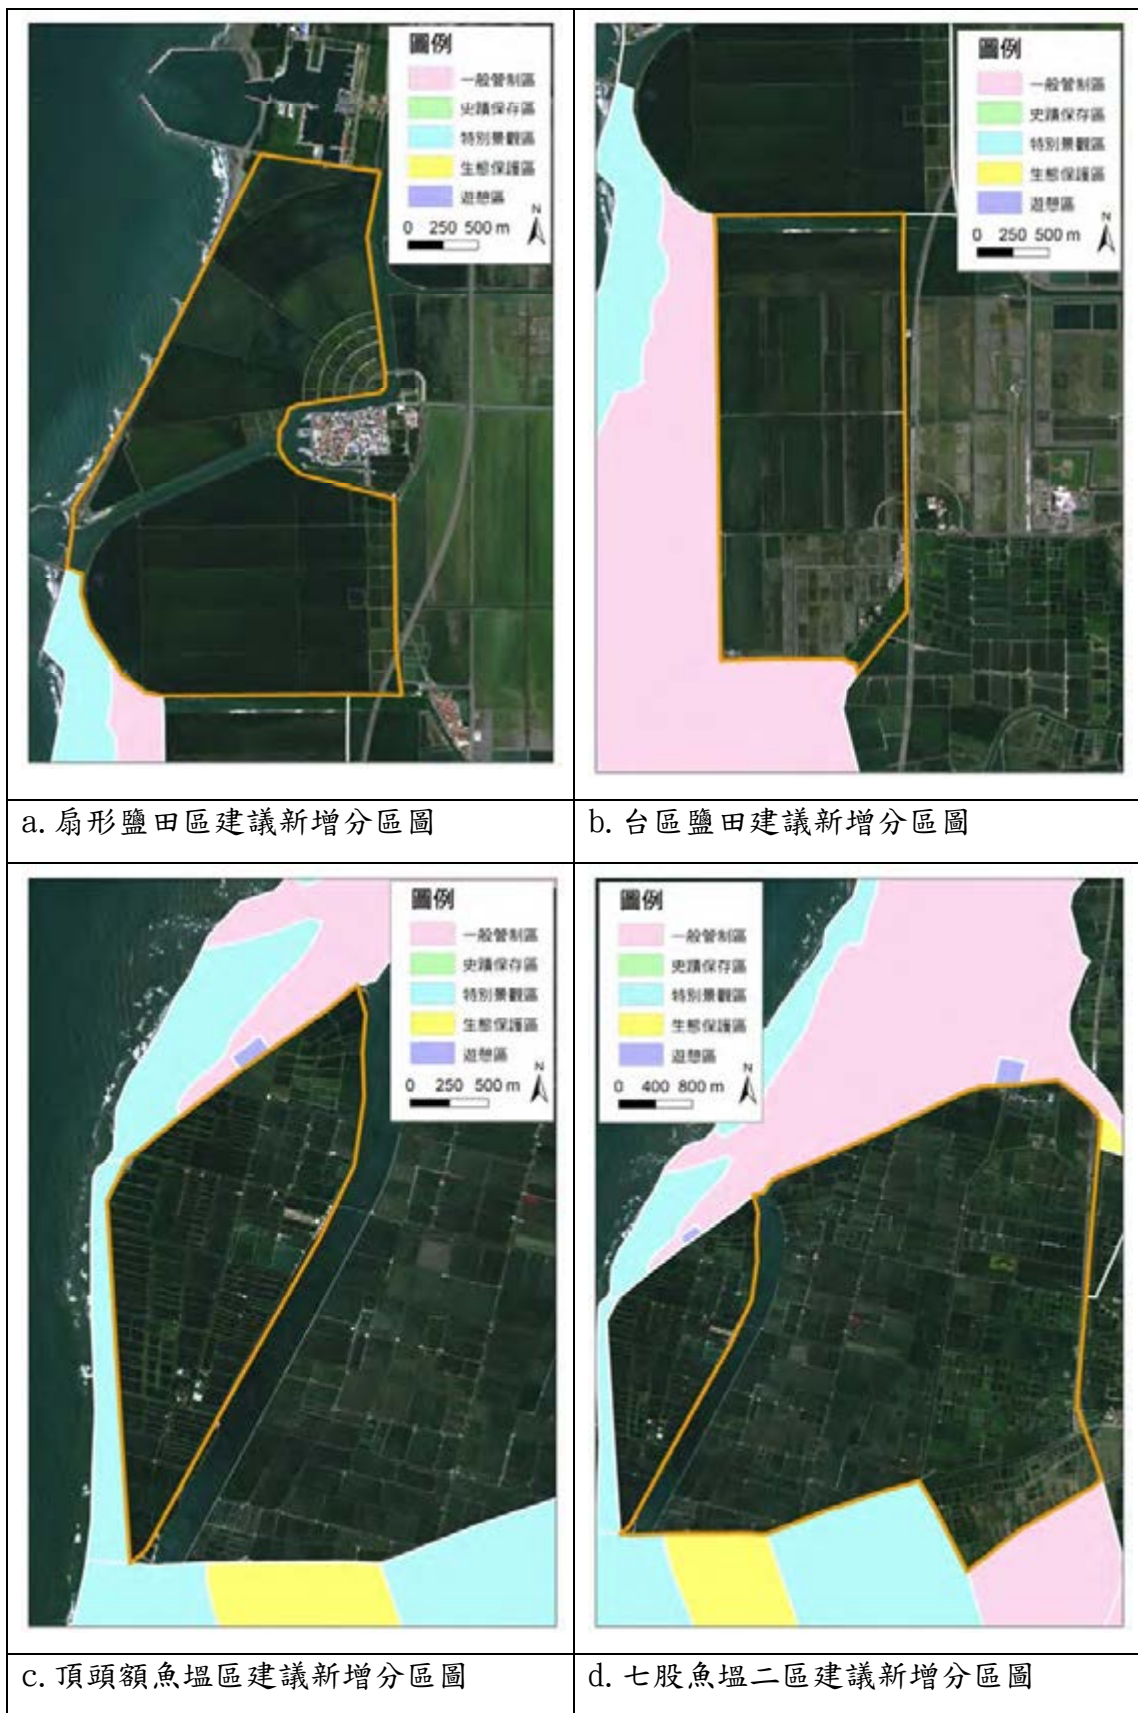 圖例
一般管制區
史蹟保存區
特別景觀區
生態保護區
遊憩區
N
0 250 500 m
圖例
一般管制區
史蹟保存區
特別景觀區
生態保護區
遊憩區
N
0 250 500 m
a. 扇形鹽田區建議新增分區圖
b. 台區鹽田建議新增分區圖
圖例
一般管制區
史蹟保存區
特別景觀區
生態保護區
遊憩區
N
0 250 500 m
圖例
一般管制區
史蹟保存區
特別景觀區
生態保護區
遊憩區
N
0 400 800 m
c. 頂頭額魚塭區建議新增分區圖
d. 七股魚塭二區建議新增分區圖